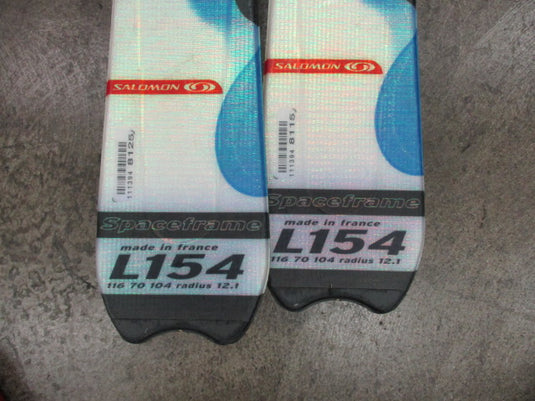 SALOMON
111394 8125
Spaceframe
made in france
L154
116 70 104 radius 12.1
SALOMON
111394 8115
Spaceframe
made in france
L154
116 70 104 radius 12.1